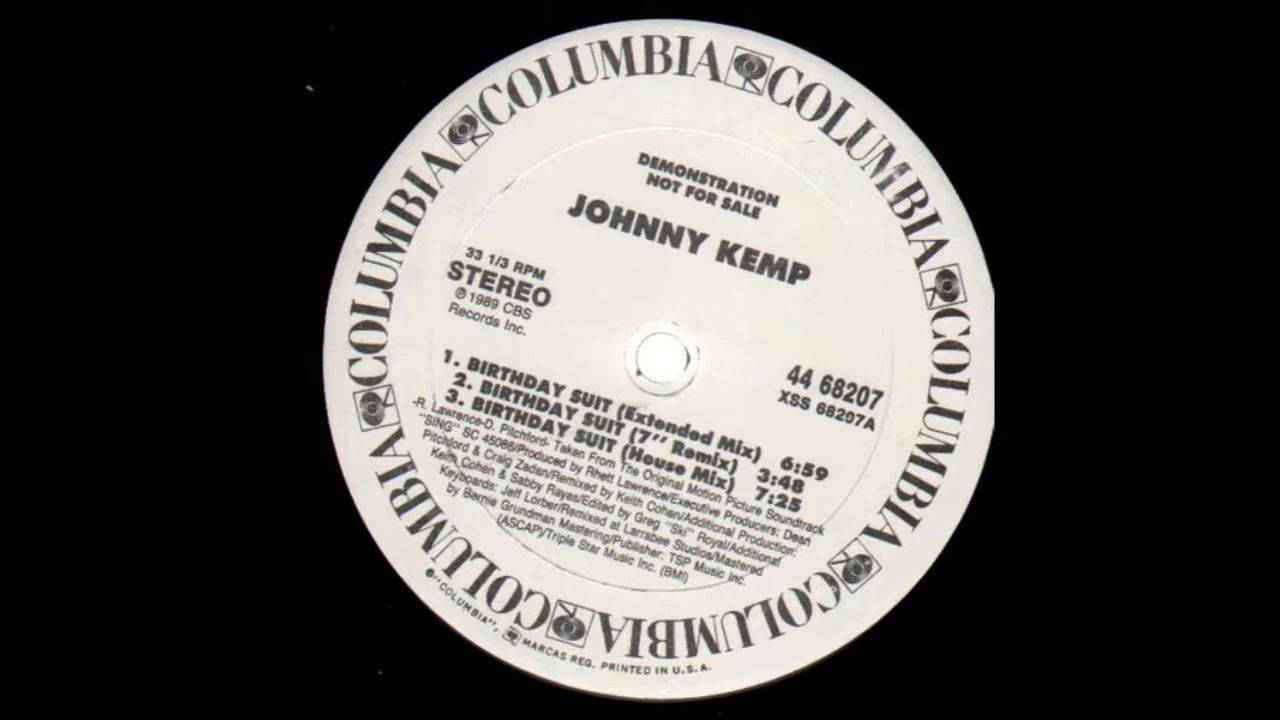 COLUMBIA COLUMBIA COLUMBIA COLUMBIA COLUMBIA COLUMBIA COLUMBIA
DEMONSTRATION
NOT FOR SALE
JOHNNY KEMP
33 1/3 RPM
STEREO
℗ 1989 CBS
Records Inc.
44 68207
XSS 68207A
1. BIRTHDAY SUIT (Extended Mix) 6:59
2. BIRTHDAY SUIT (7" Remix) 3:48
3. BIRTHDAY SUIT (House Mix) 7:25
-R. Lawrence-D. Pitchford- Taken From The Original Motion Picture Soundtrack
"SING" SC 45086/Produced by Rhett Lawrence/Executive Producers: Dean
Pitchford & Craig Zadan/Remixed by Keith Cohen/Additional Production:
Keith Cohen & Sabby Rayas/Edited by Greg "Ski" Royal/Additional
Keyboards: Jeff Lorber/Remixed at Larrabee Studios/Mastered
by Bernie Grundman Mastering/Publisher: TSP Music Inc.
(ASCAP)/Triple Star Music Inc. (BMI)
®"COLUMBIA", MARCAS REG. PRINTED IN U.S.A.